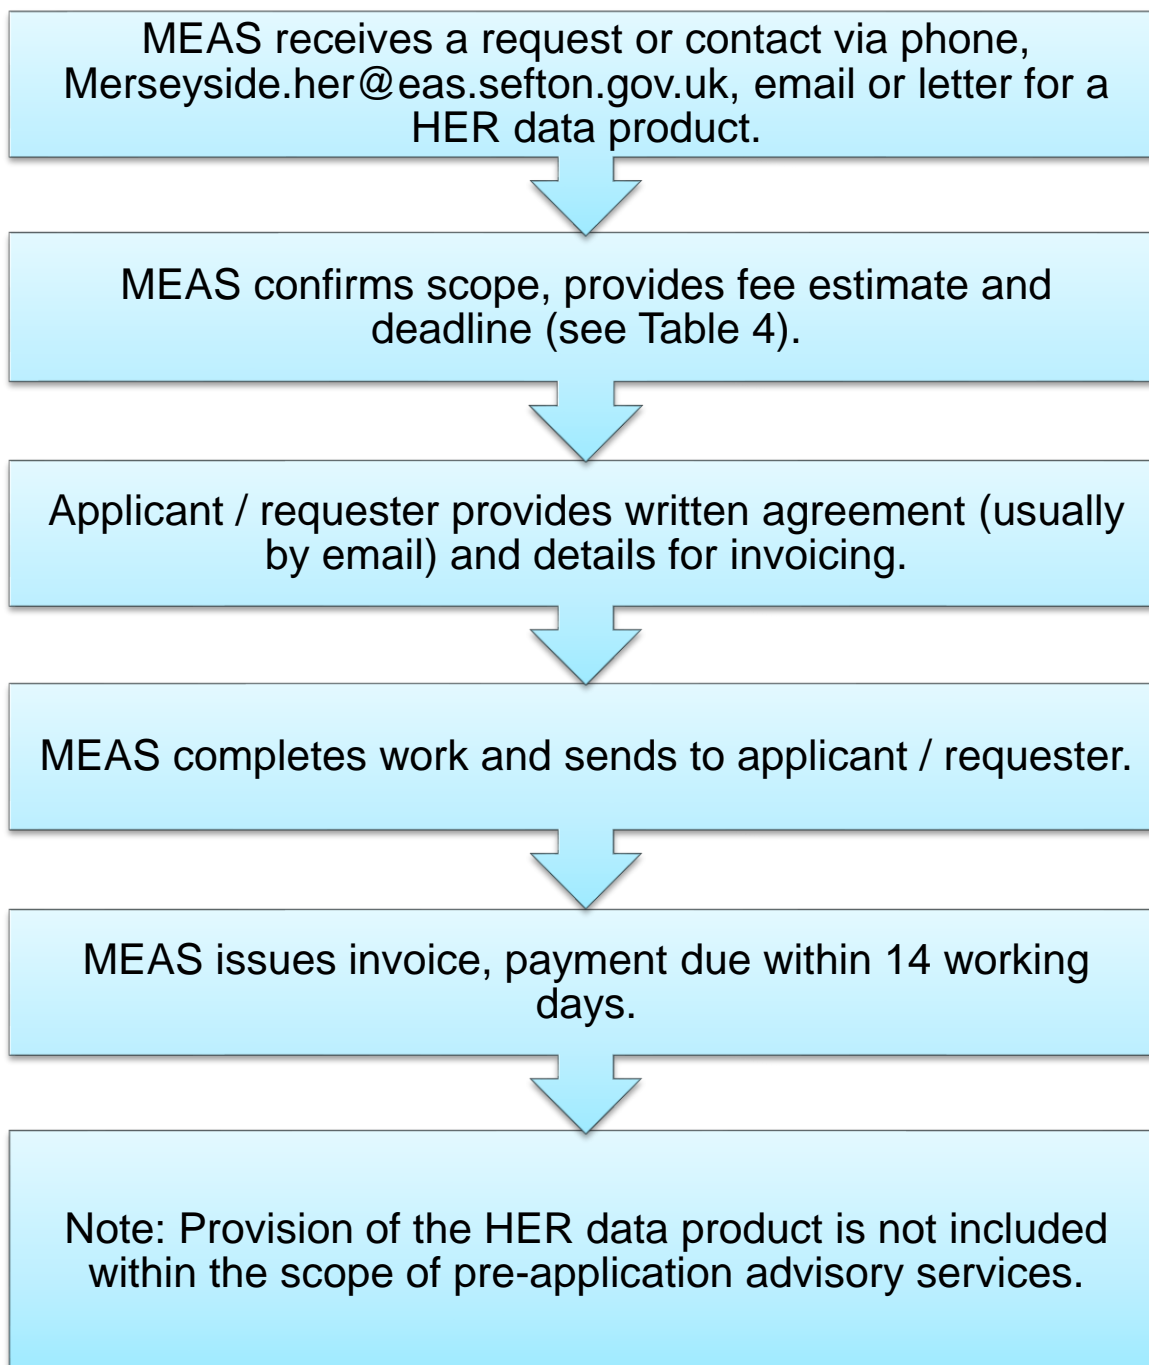 MEAS receives a request or contact via phone,
Merseyside.her@eas.sefton.gov.uk, email or letter for a
HER data product.
MEAS confirms scope, provides fee estimate and
deadline (see Table 4).
Applicant / requester provides written agreement (usually
by email) and details for invoicing.
MEAS completes work and sends to applicant / requester.
MEAS issues invoice, payment due within 14 working
days.
Note: Provision of the HER data product is not included
within the scope of pre-application advisory services.